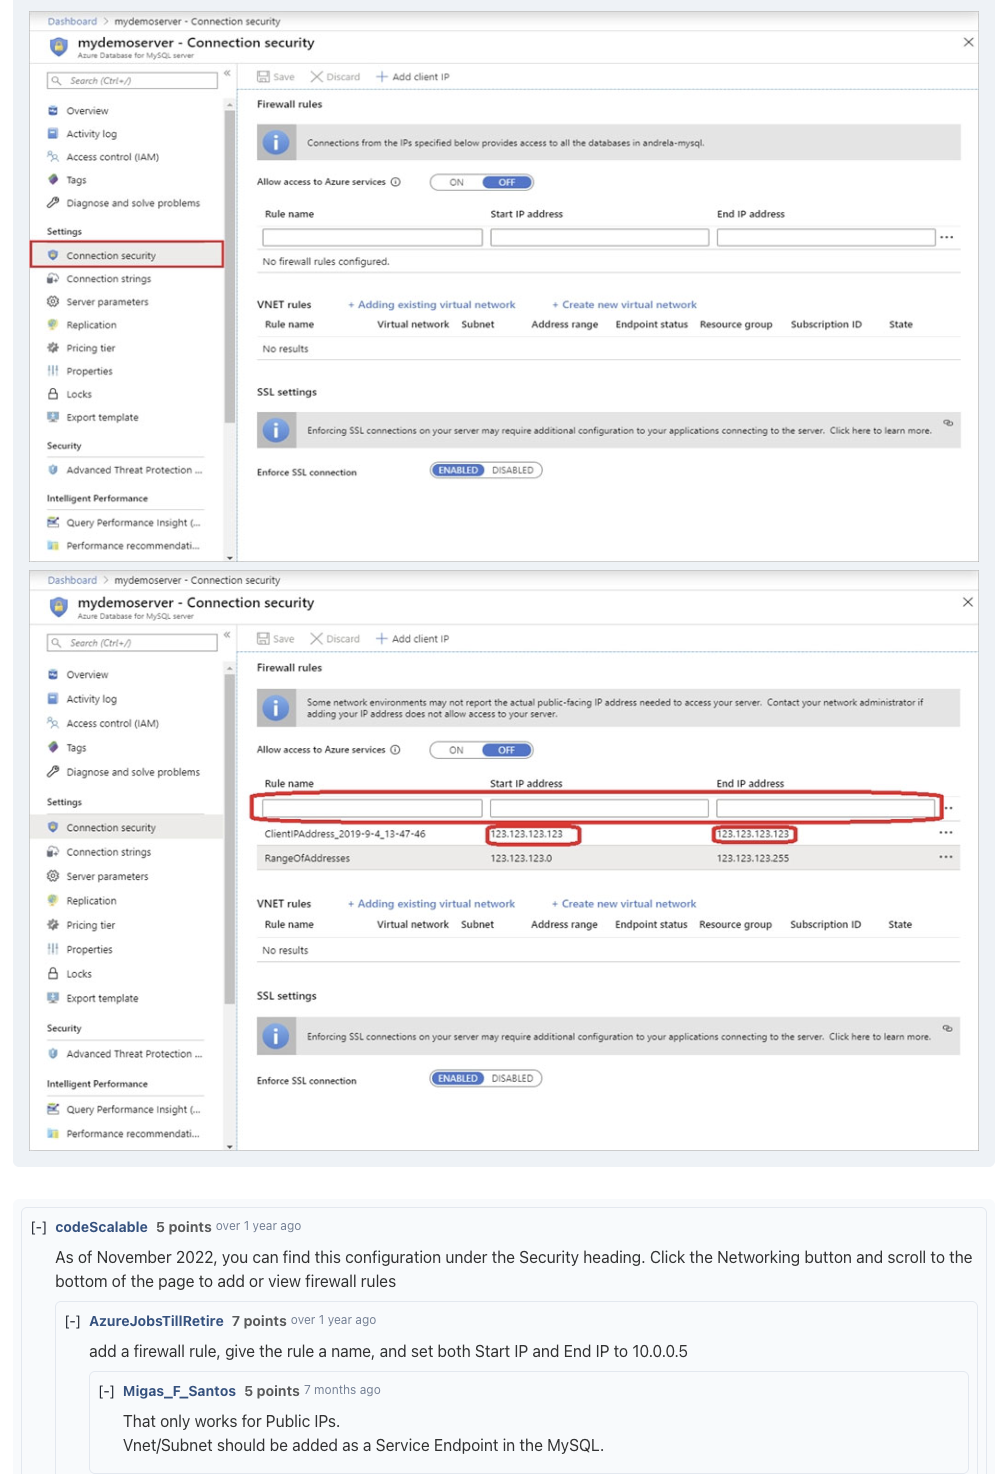 Dashboard > mydemoserver - Connection security
mydemoserver - Connection security
Azure Database for MySQL server
Search (Ctrl+/)
Overview
Activity log
Access control (IAM)
Tags
Diagnose and solve problems
Settings
Connection security
Connection strings
Server parameters
Replication
Pricing tier
Properties
Locks
Export template
Security
Advanced Threat Protection ...
Intelligent Performance
Query Performance Insight (...
Performance recommendati...
Save Discard + Add client IP
Firewall rules
Connections from the IPs specified below provides access to all the databases in andrela-mysql.
Allow access to Azure services ON OFF
Rule name Start IP address End IP address
No firewall rules configured.
VNET rules + Adding existing virtual network + Create new virtual network
Rule name Virtual network Subnet Address range Endpoint status Resource group Subscription ID State
No results
SSL settings
Enforcing SSL connections on your server may require additional configuration to your applications connecting to the server. Click here to learn more.
Enforce SSL connection ENABLED DISABLED
Dashboard > mydemoserver - Connection security
mydemoserver - Connection security
Azure Database for MySQL server
Search (Ctrl+/)
Overview
Activity log
Access control (IAM)
Tags
Diagnose and solve problems
Settings
Connection security
Connection strings
Server parameters
Replication
Pricing tier
Properties
Locks
Export template
Security
Advanced Threat Protection ...
Intelligent Performance
Query Performance Insight (...
Performance recommendati...
Save Discard + Add client IP
Firewall rules
Some network environments may not report the actual public-facing IP address needed to access your server. Contact your network administrator if
adding your IP address does not allow access to your server.
Allow access to Azure services ON OFF
Rule name Start IP address End IP address
ClientIPAddress_2019-9-4_13-47-46 123.123.123.123 123.123.123.123
RangeOfAddresses 123.123.123.0 123.123.123.255
VNET rules + Adding existing virtual network + Create new virtual network
Rule name Virtual network Subnet Address range Endpoint status Resource group Subscription ID State
No results
SSL settings
Enforcing SSL connections on your server may require additional configuration to your applications connecting to the server. Click here to learn more.
Enforce SSL connection ENABLED DISABLED
[-] codeScalable 5 points over 1 year ago
As of November 2022, you can find this configuration under the Security heading. Click the Networking button and scroll to the
bottom of the page to add or view firewall rules
[-] AzureJobsTillRetire 7 points over 1 year ago
add a firewall rule, give the rule a name, and set both Start IP and End IP to 10.0.0.5
[-] Migas_F_Santos 5 points 7 months ago
That only works for Public IPs.
Vnet/Subnet should be added as a Service Endpoint in the MySQL.